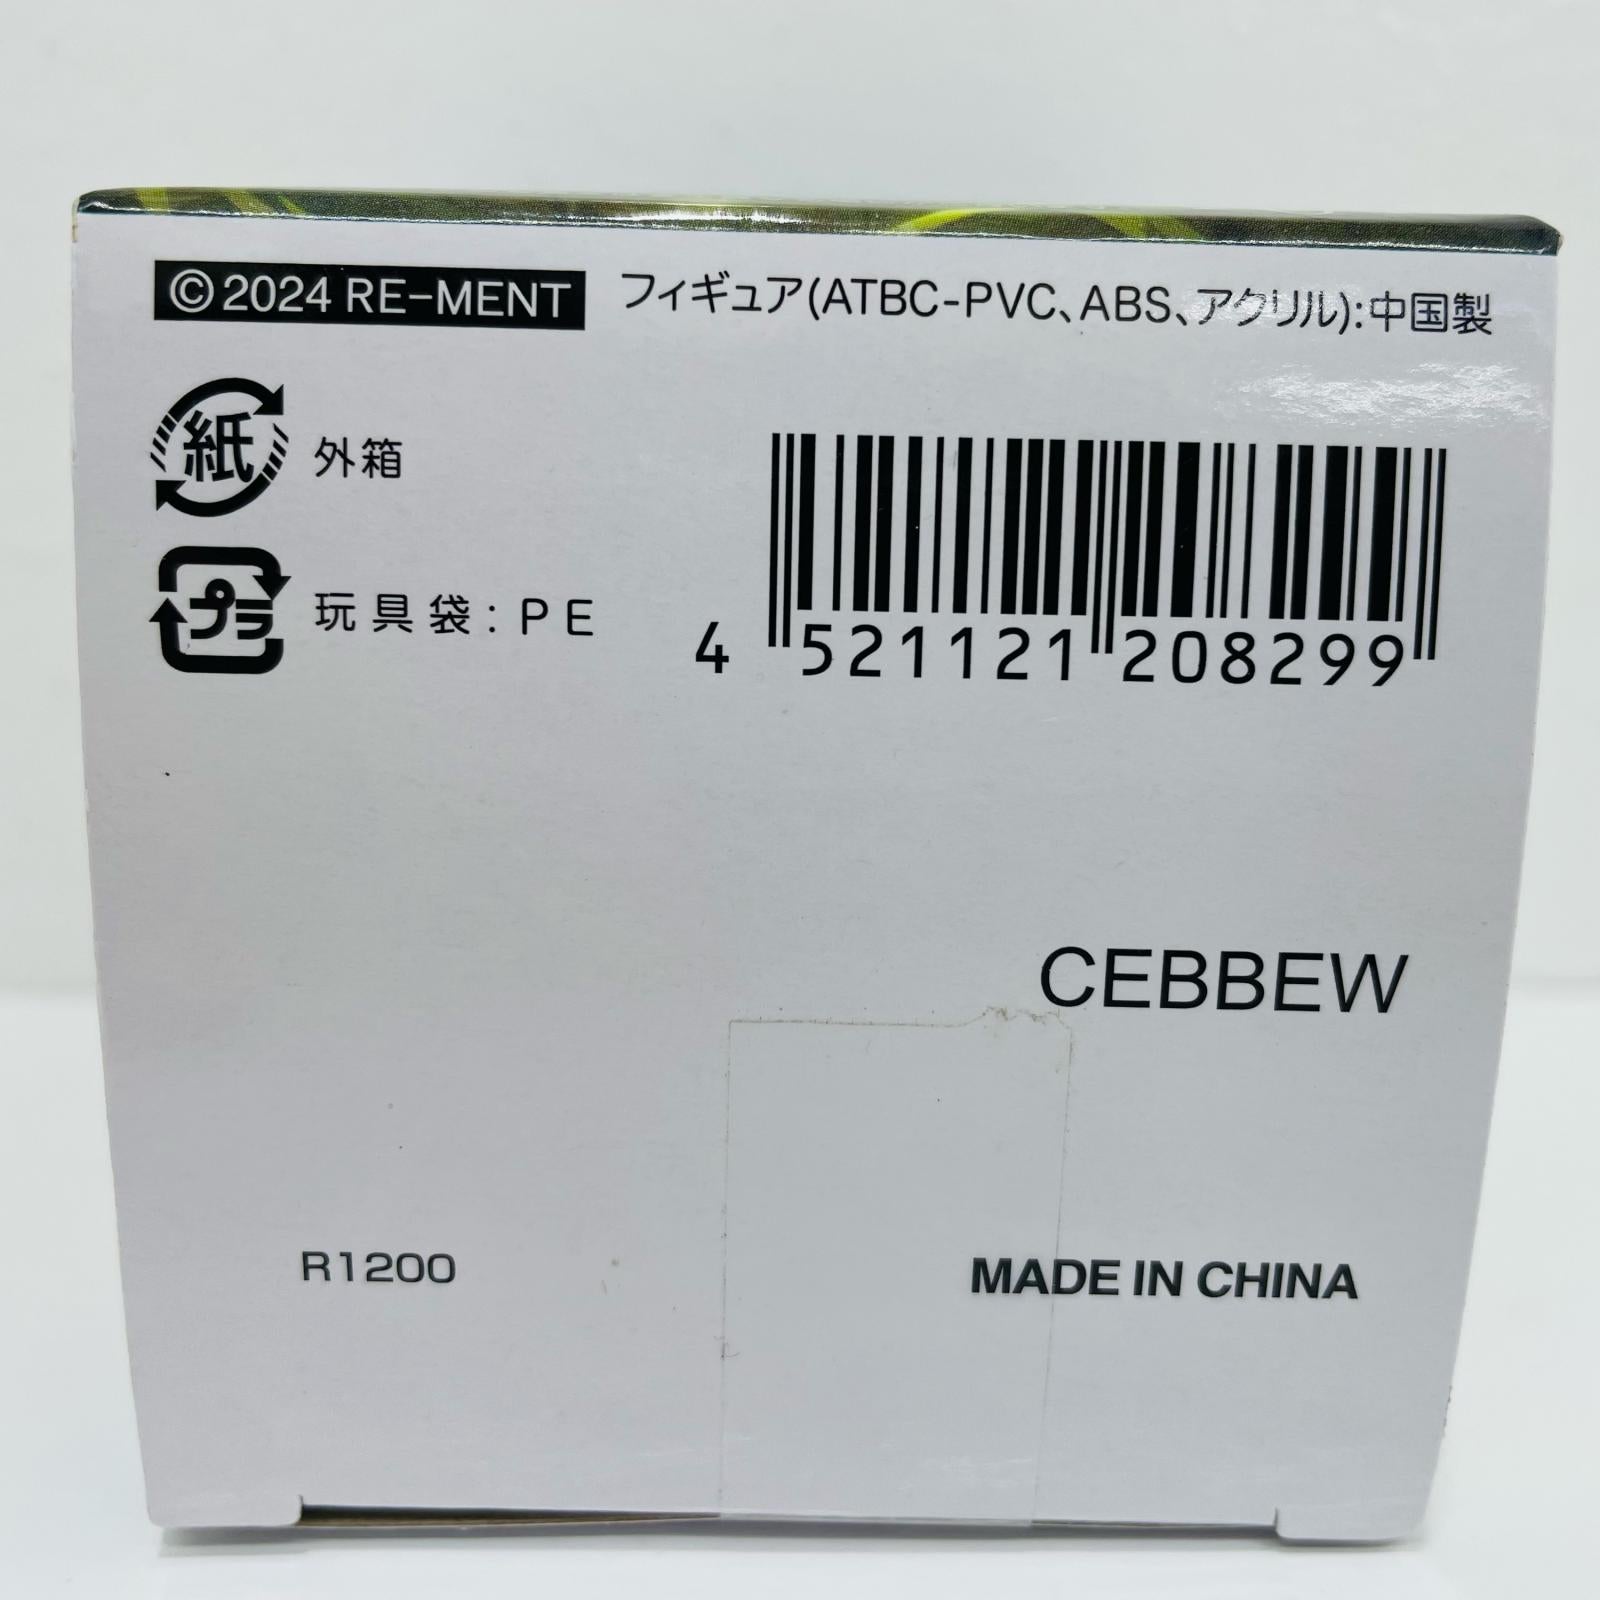 ©2024 RE-MENT フィギュア(ATBC-PVC、ABS、アクリル):中国製
紙 外箱
プラ 玩具袋:PE
4 521121 208299
CEBBEW
R1200
MADE IN CHINA